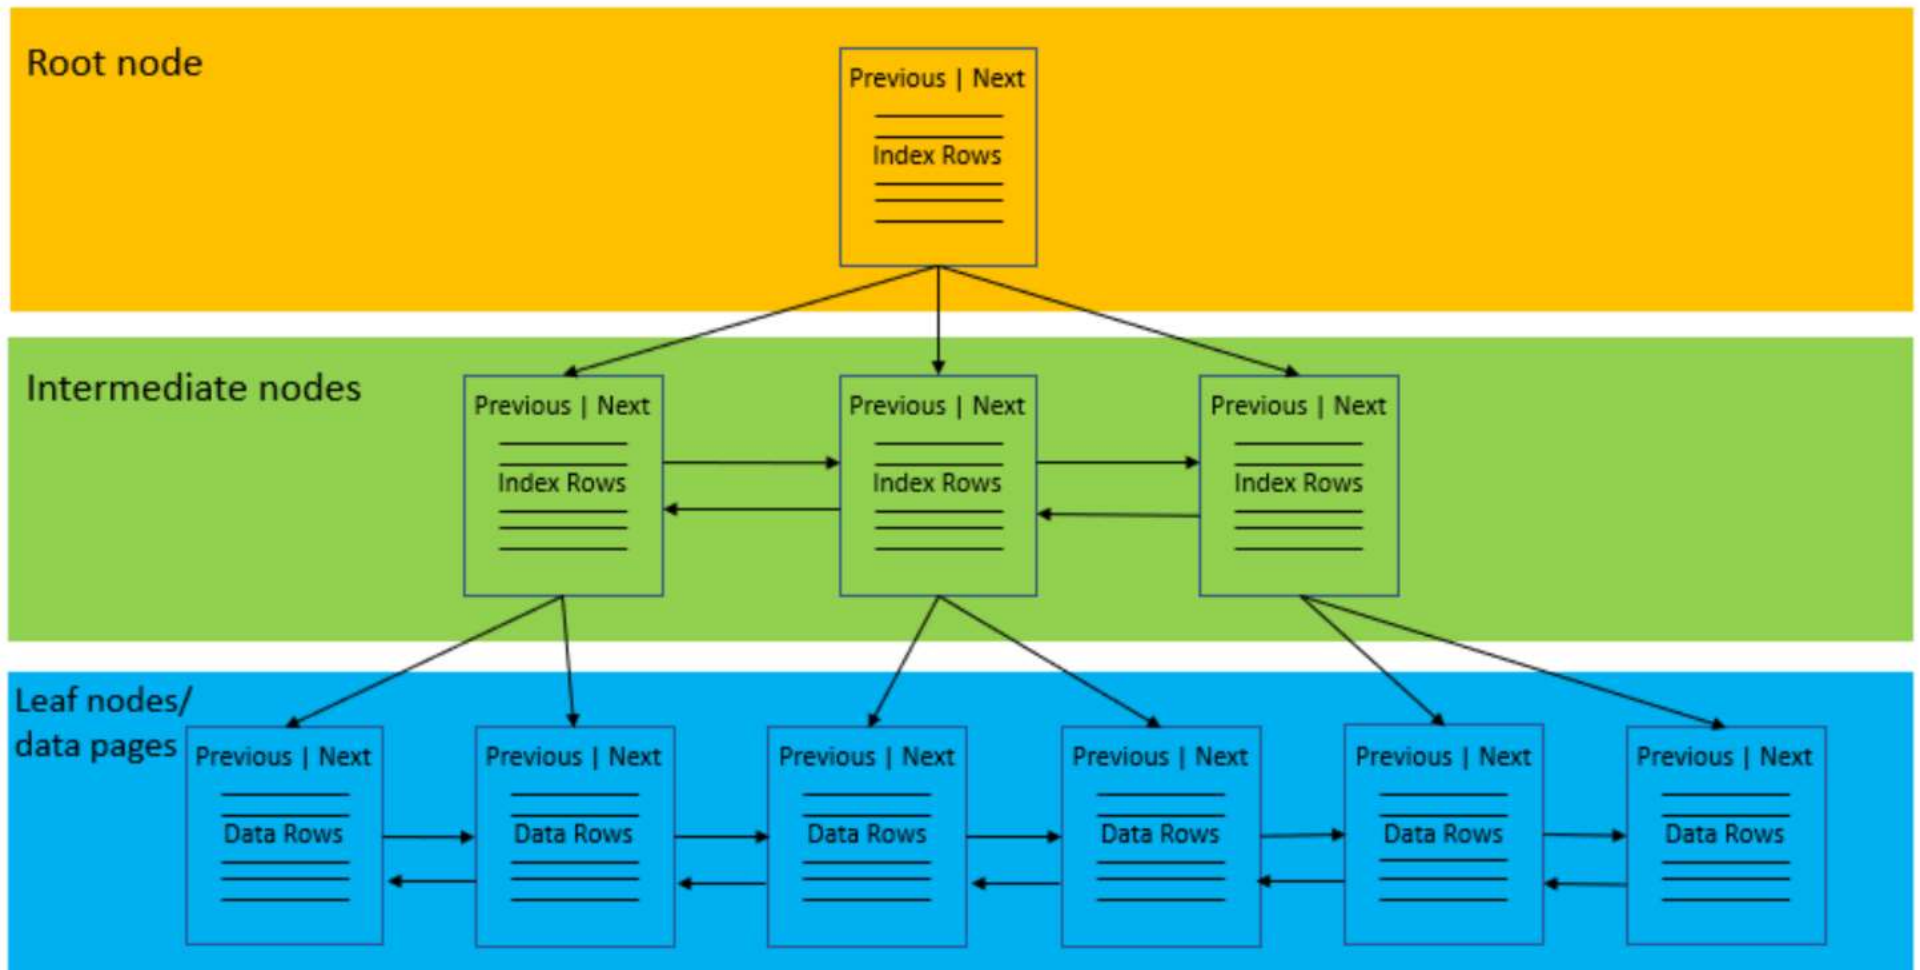 Root node
Previous | Next
Index Rows
Intermediate nodes
Previous | Next
Index Rows
Previous | Next
Index Rows
Previous | Next
Index Rows
Leaf nodes/
data pages
Previous | Next
Data Rows
Previous | Next
Data Rows
Previous | Next
Data Rows
Previous | Next
Data Rows
Previous | Next
Data Rows
Previous | Next
Data Rows